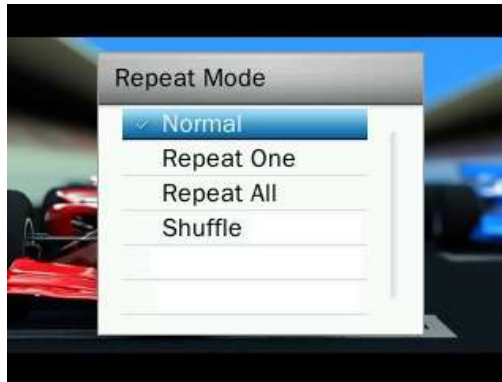 Repeat Mode
Normal
Repeat One
Repeat All
Shuffle